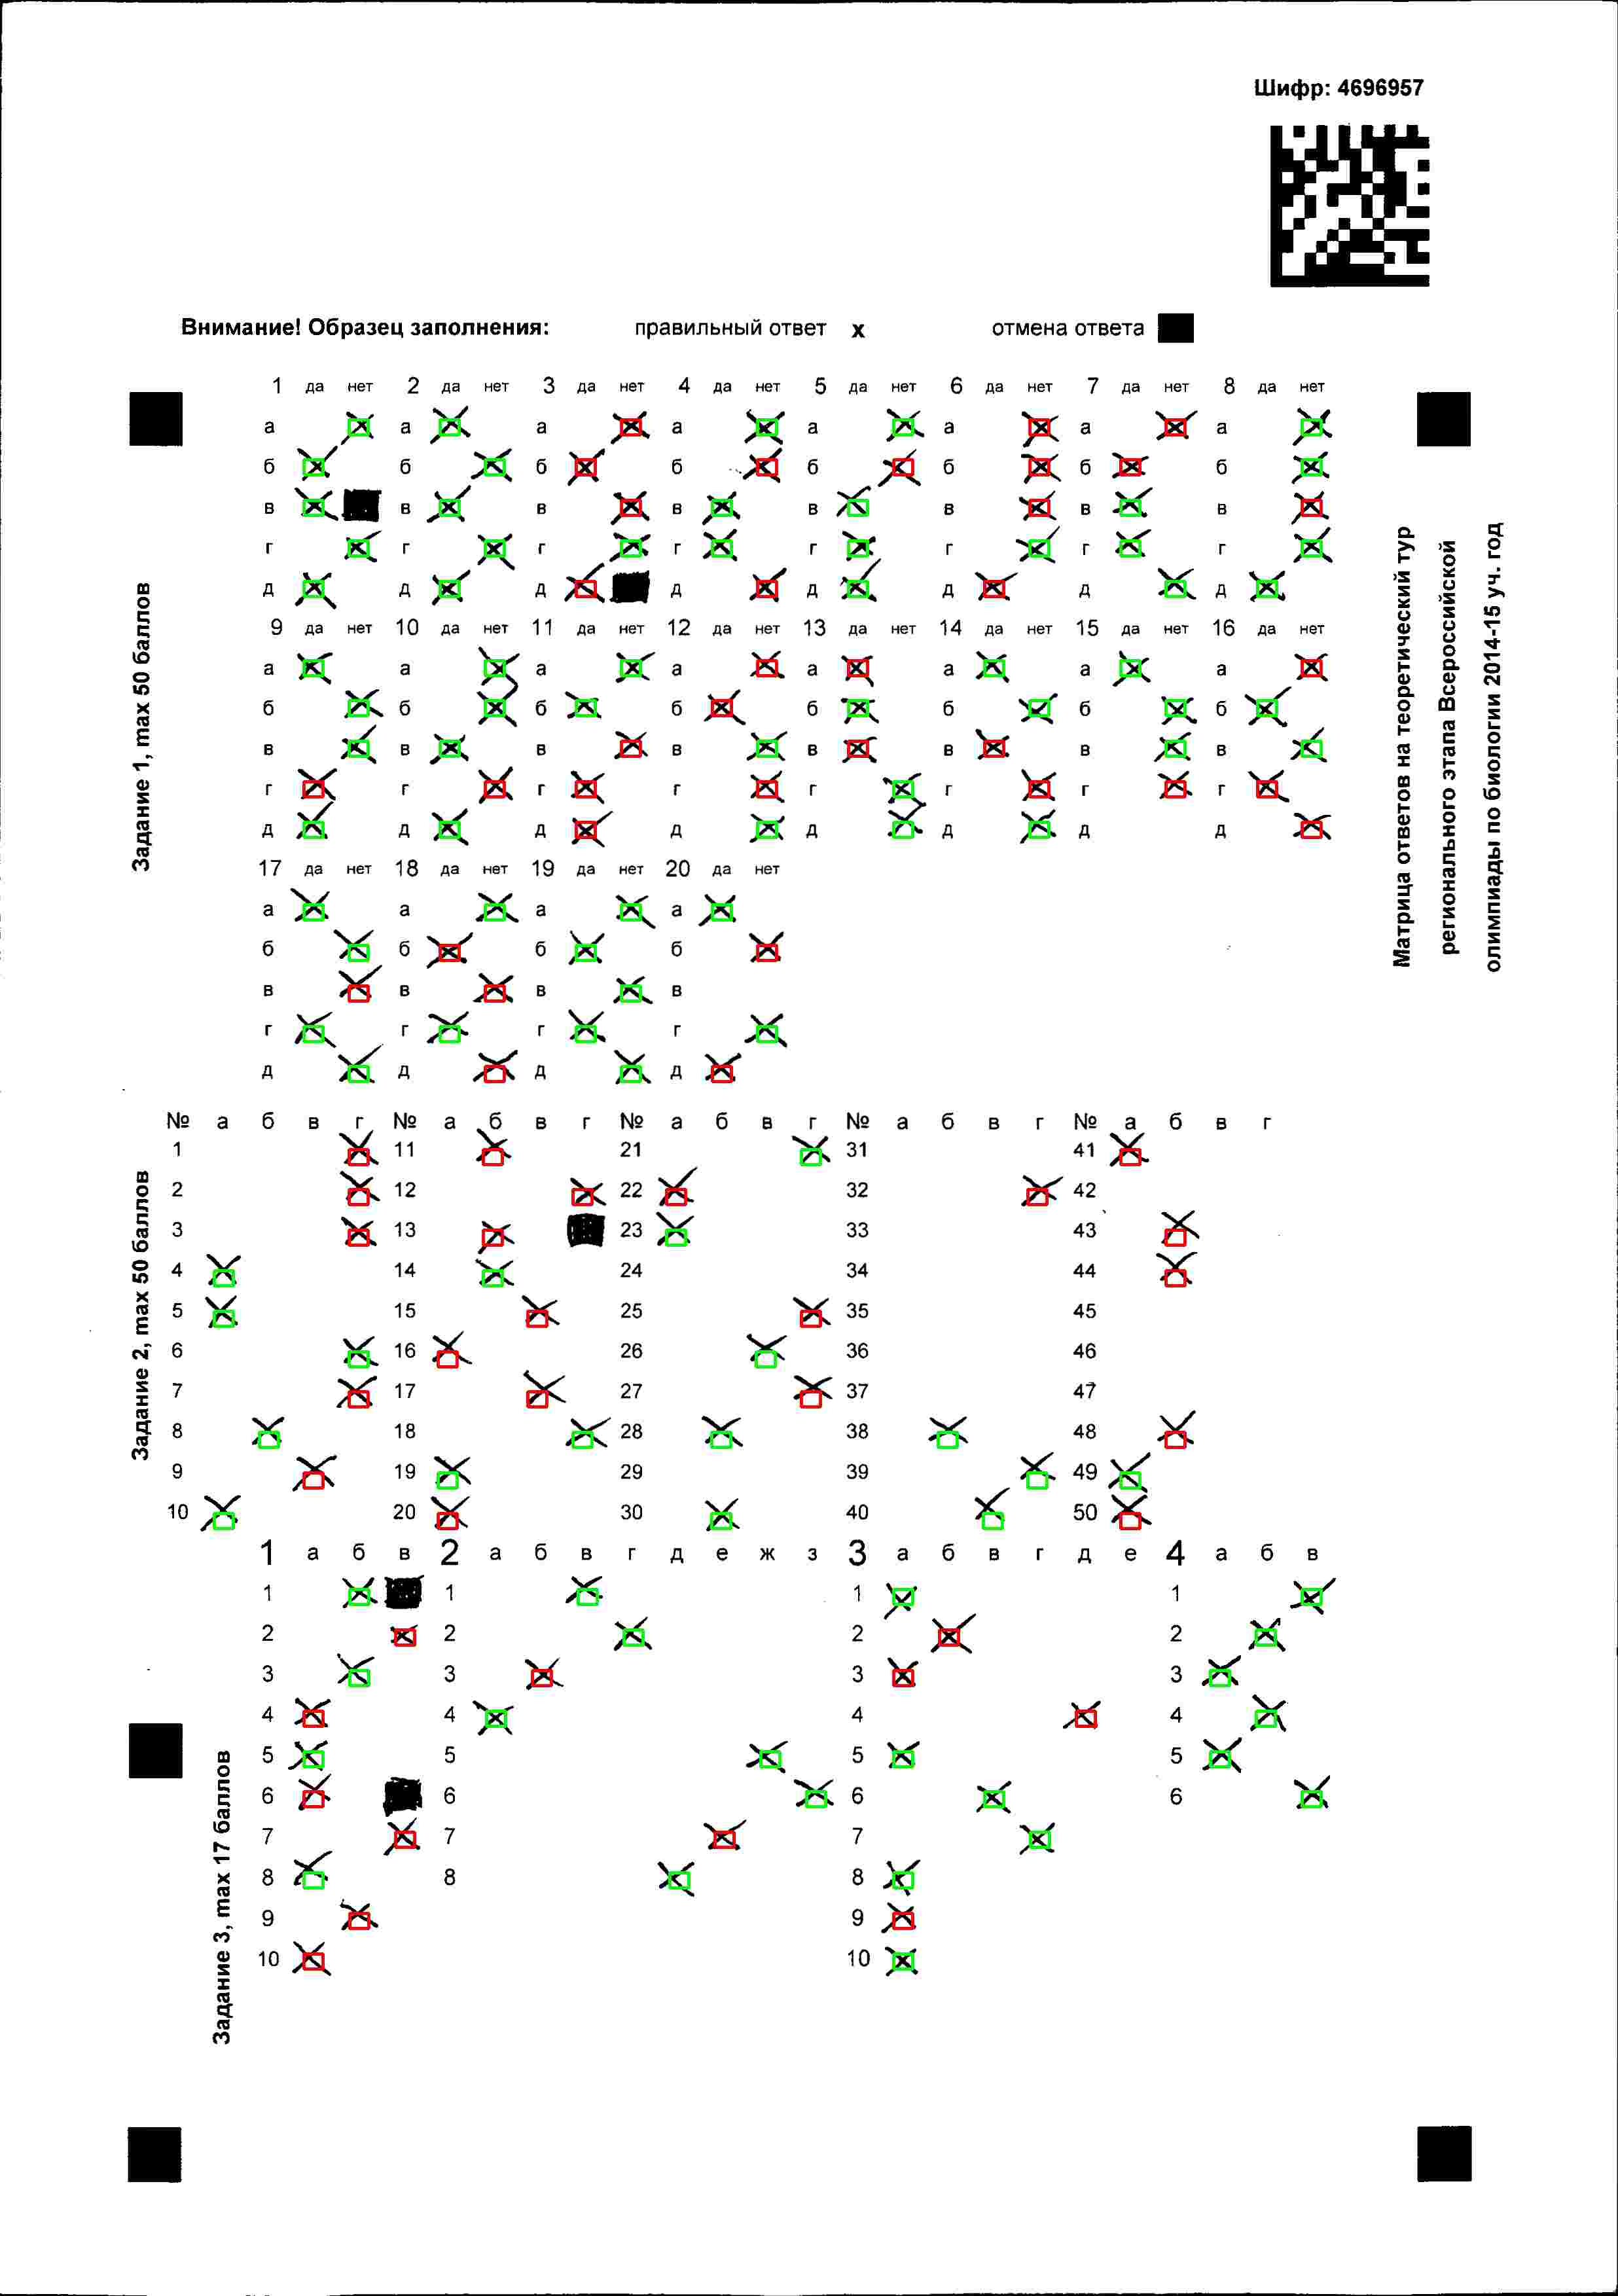 Шифр: 4696957
Внимание! Образец заполнения: правильный ответ x отмена ответа
Матрица ответов на теоретический тур
регионального этапа Всероссийской
олимпиады по биологии 2014-15 уч. год
Задание 1, max 50 баллов
1 да нет 2 да нет 3 да нет 4 да нет 5 да нет 6 да нет 7 да нет 8 да нет
а а а а а а а а
б б б б б б б б
в в в в в в в в
г г г г г г г г
д д д д д д д д
9 да нет 10 да нет 11 да нет 12 да нет 13 да нет 14 да нет 15 да нет 16 да нет
а а а а а а а а
б б б б б б б б
в в в в в в в в
г г г г г г г г
д д д д д д д д
17 да нет 18 да нет 19 да нет 20 да нет
а а а а
б б б б
в в в в
г г г г
д д д д
Задание 2, max 50 баллов
№ а б в г № а б в г № а б в г № а б в г № а б в г
1 11 21 31 41
2 12 22 32 42
3 13 23 33 43
4 14 24 34 44
5 15 25 35 45
6 16 26 36 46
7 17 27 37 47
8 18 28 38 48
9 19 29 39 49
10 20 30 40 50
Задание 3, max 17 баллов
1 а б в 2 а б в г д е ж з 3 а б в г д е 4 а б в
1 1 1 1
2 2 2 2
3 3 3 3
4 4 4 4
5 5 5 5
6 6 6 6
7 7 7
8 8 8
9 9
10 10